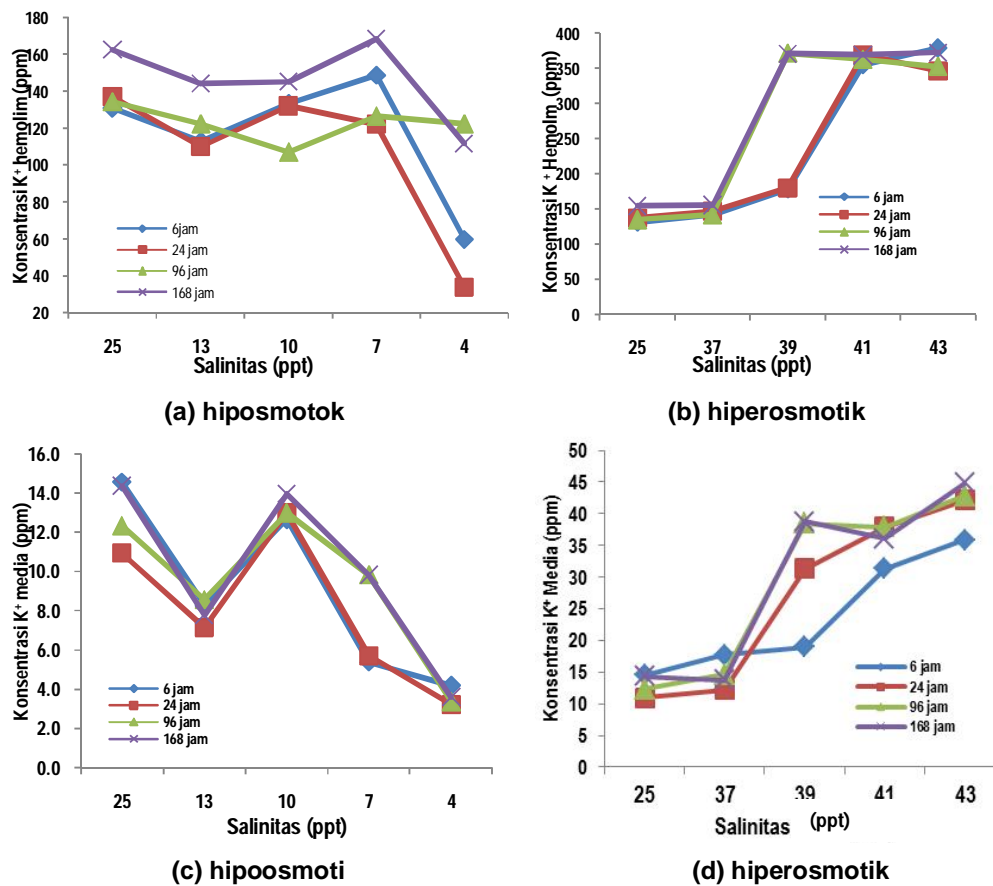 Konsentrasi K⁺ hemolim (ppm)
180
160
140
120
100
80
60
40
20
6jam
24 jam
96 jam
168 jam
25 13 10 7 4
Salinitas (ppt)
(a) hiposmotok
Konsentrasi K⁺ Hemolm (ppm)
400
350
300
250
200
150
100
50
0
6 jam
24 jam
96 jam
168 jam
25 37 39 41 43
Salinitas (ppt)
(b) hiperosmotik
Konsentrasi K⁺ media (ppm)
16.0
14.0
12.0
10.0
8.0
6.0
4.0
2.0
0.0
6 jam
24 jam
96 jam
168 jam
25 13 10 7 4
Salinitas (ppt)
(c) hipoosmoti
Konsentrasi K⁺ Media (ppm)
50
45
40
35
30
25
20
15
10
5
0
6 jam
24 jam
96 jam
168 jam
25 37 39 41 43
Salinitas (ppt)
(d) hiperosmotik